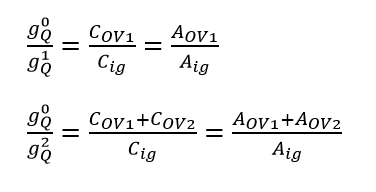 g_Q^0 / g_Q^1 = C_OV1 / C_ig = A_OV1 / A_ig
g_Q^0 / g_Q^2 = C_OV1+C_OV2 / C_ig = A_OV1+A_OV2 / A_ig